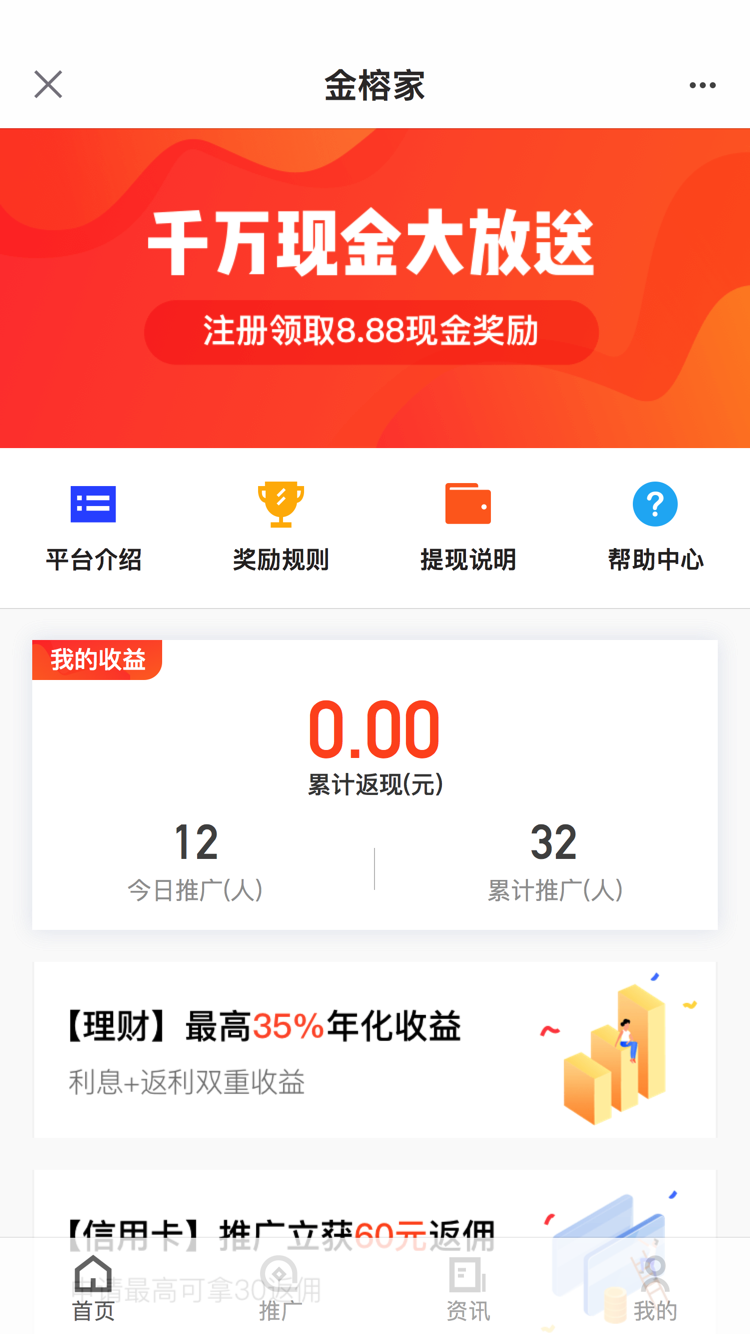 金榕家
千万现金大放送
注册领取8.88现金奖励
平台介绍 奖励规则 提现说明 帮助中心
我的收益
0.00
累计返现(元)
12 32
今日推广(人) 累计推广(人)
【理财】最高35%年化收益
利息+返利双重收益
【信用卡】推广立获60元返佣
申请最高可拿30返佣
首页 推广 资讯 我的